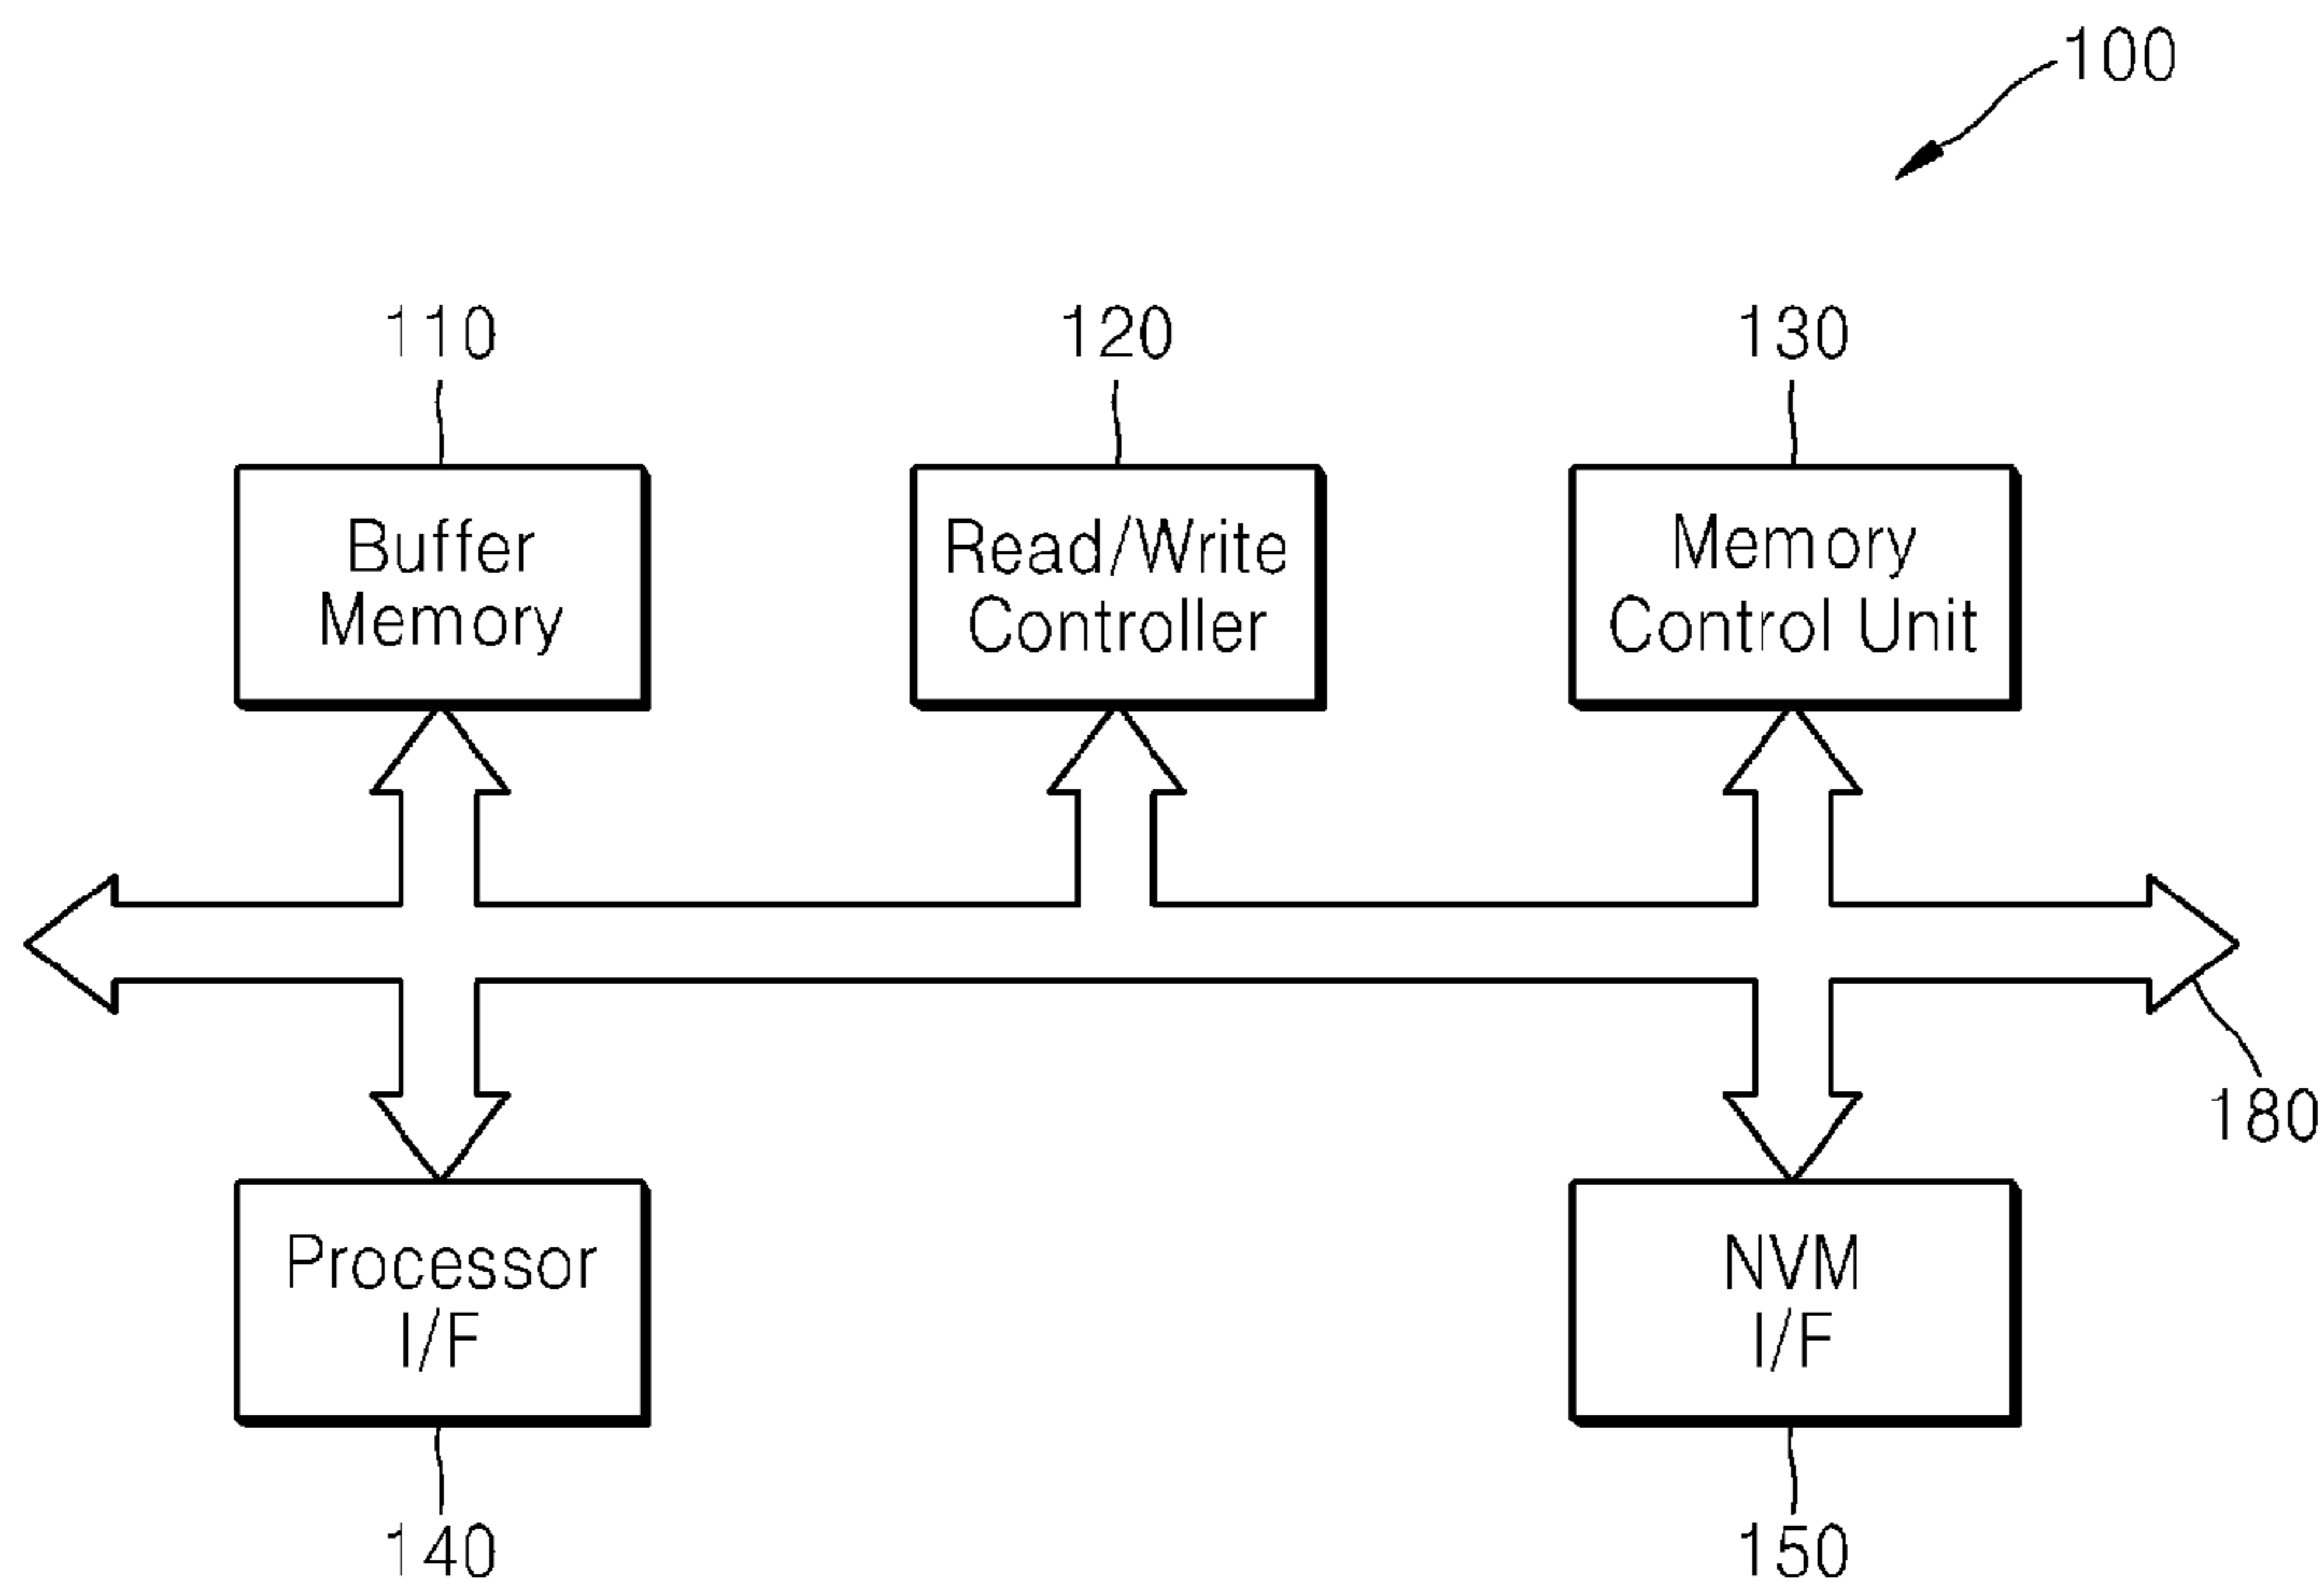 100
110
120
130
Buffer
Memory
Read/Write
Controller
Memory
Control Unit
180
Processor
I/F
NVM
I/F
140
150